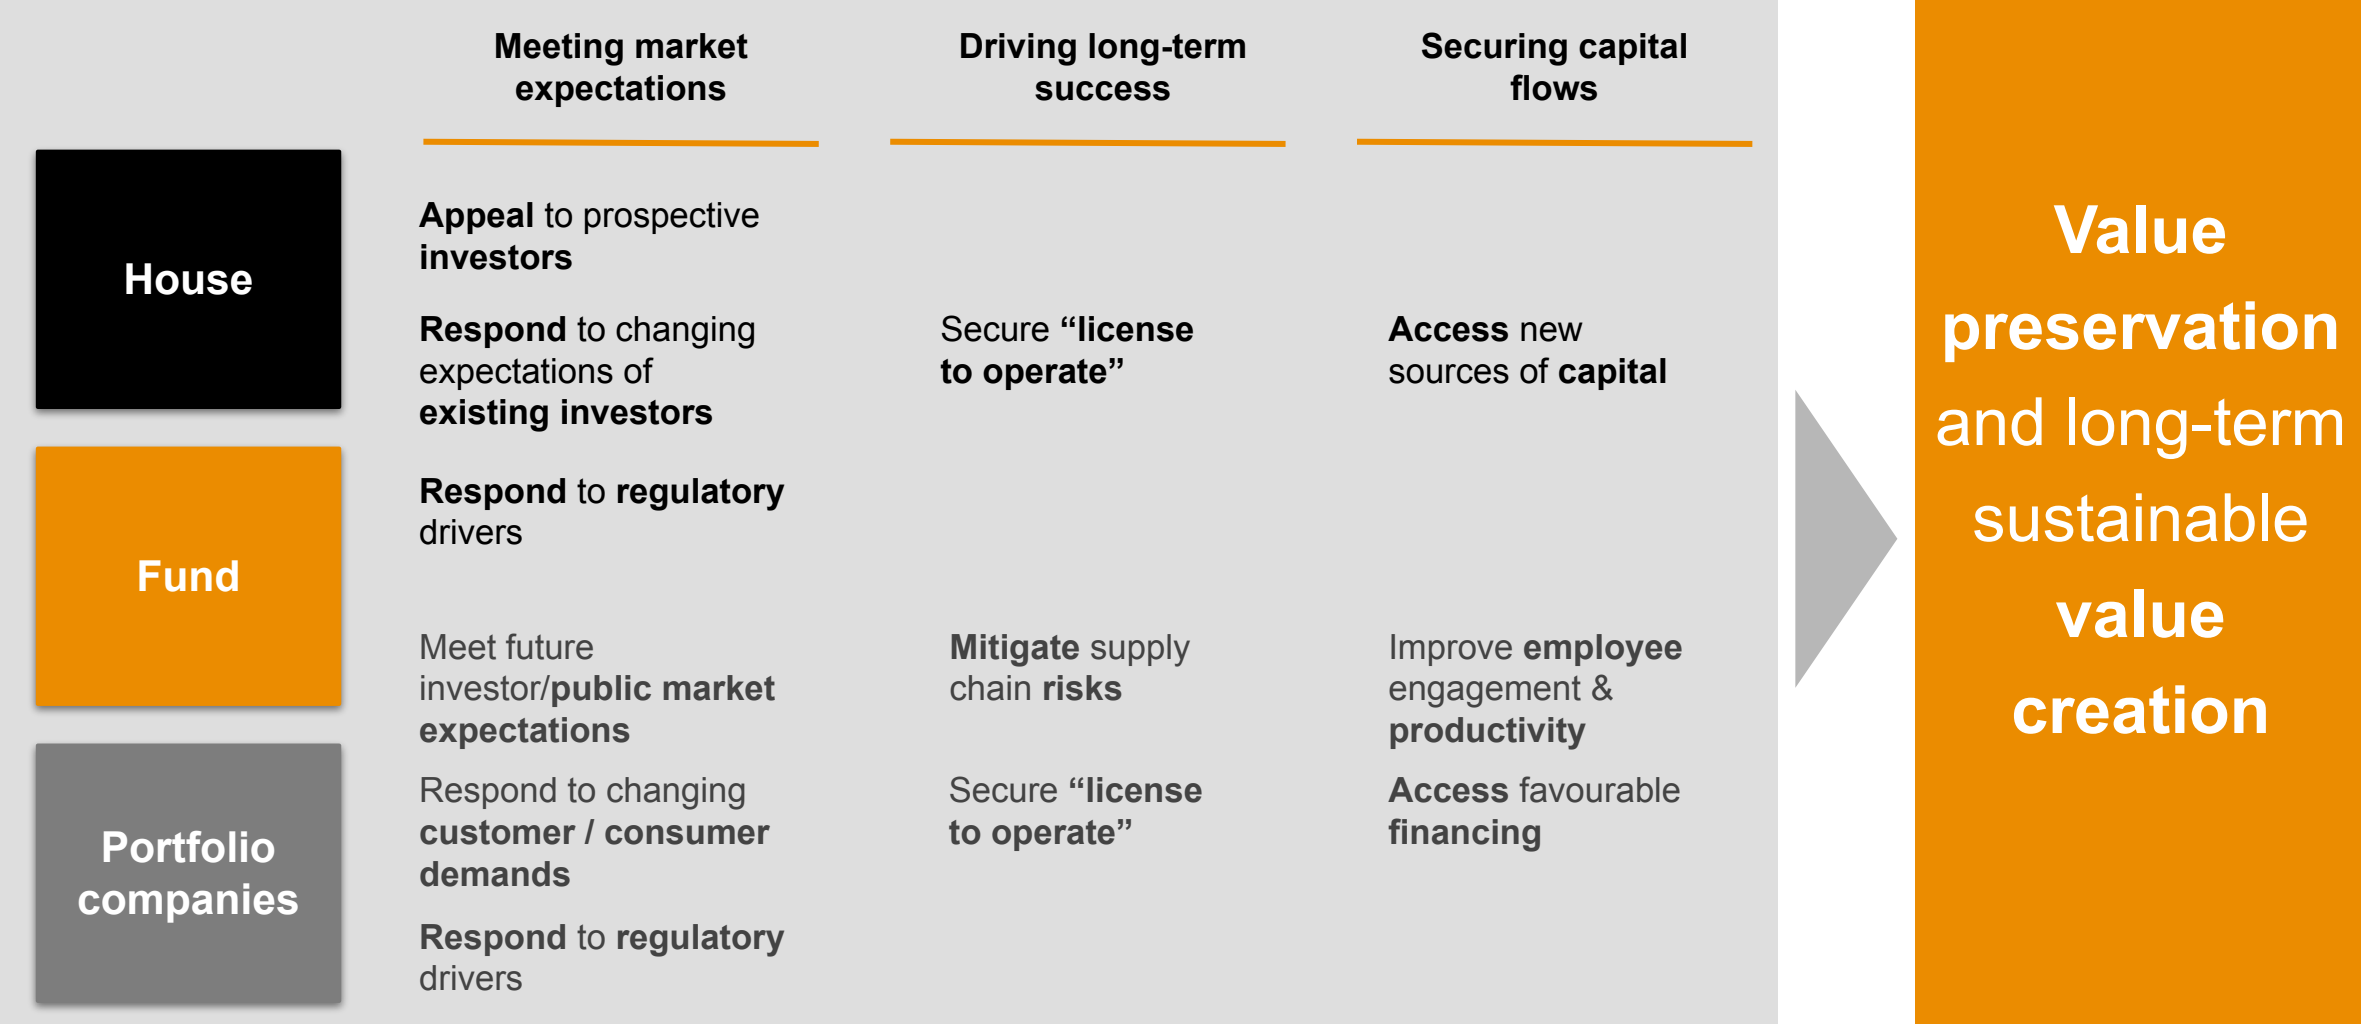 Meeting market
expectations
Driving long-term
success
Securing capital
flows
House
Appeal to prospective
investors
Respond to changing
expectations of
existing investors
Secure “license
to operate”
Access new
sources of capital
Fund
Respond to regulatory
drivers
Meet future
investor/public market
expectations
Mitigate supply
chain risks
Improve employee
engagement &
productivity
Portfolio
companies
Respond to changing
customer / consumer
demands
Secure “license
to operate”
Access favourable
financing
Respond to regulatory
drivers
Value
preservation
and long-term
sustainable
value
creation